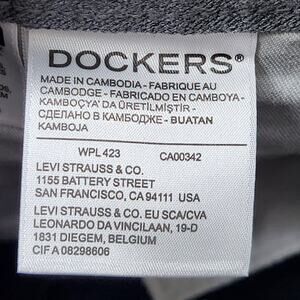 DOCKERS®
MADE IN CAMBODIA - FABRIQUE AU
CAMBODGE - FABRICADO EN CAMBOYA -
KAMBOÇYA' DA ÜRETİLMİŞTİR -
СДЕЛАНО В КАМБОДЖЕ - BUATAN
KAMBOJA
WPL 423 CA00342
LEVI STRAUSS & CO.
1155 BATTERY STREET
SAN FRANCISCO, CA 94111 USA
LEVI STRAUSS & CO. EU SCA/CVA
LEONARDO DA VINCILAAN, 19-D
1831 DIEGEM, BELGIUM
CIF A 08298606